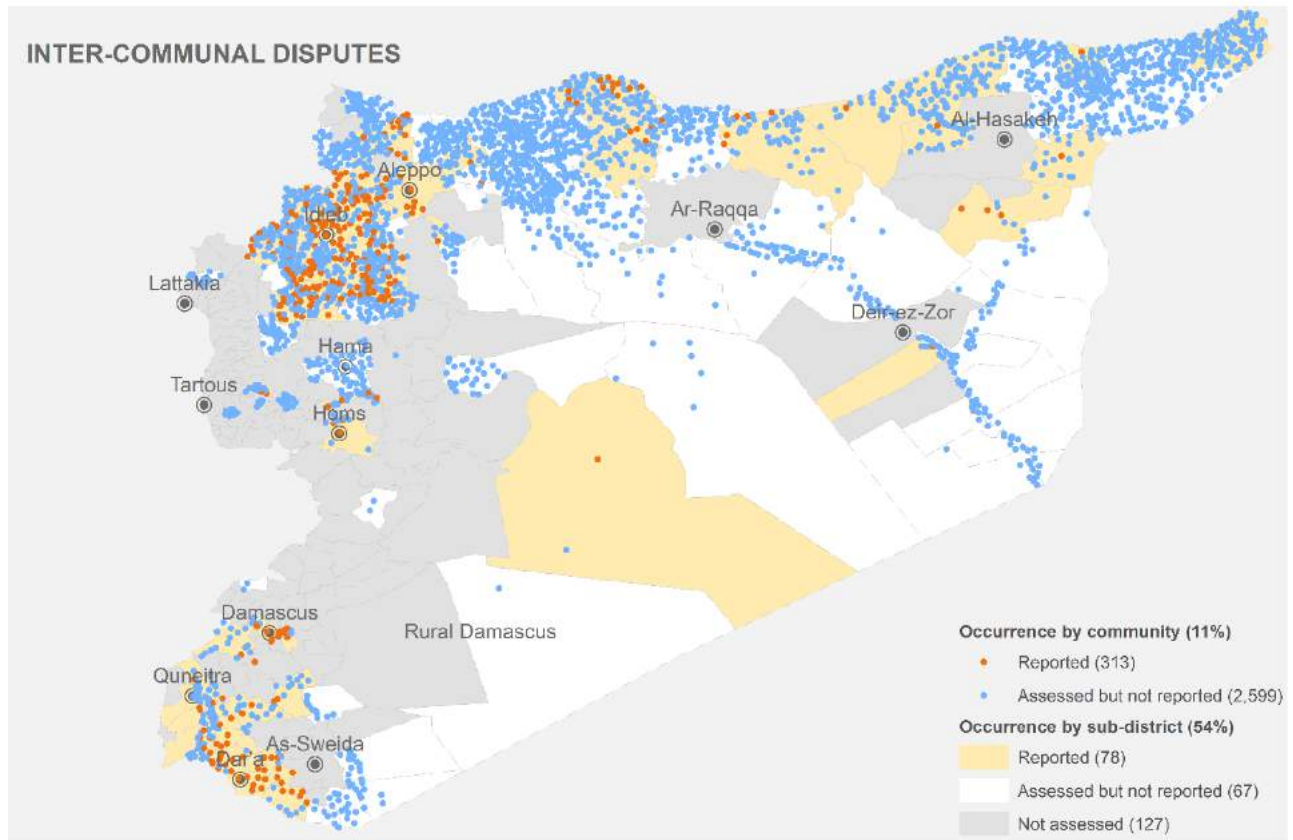 INTER-COMMUNAL DISPUTES
Al-Hasakeh
Aleppo
Idleb
Ar-Raqqa
Lattakia
Deir-ez-Zor
Hama
Tartous
Homs
Damascus
Rural Damascus
Quneitra
As-Sweida
Dar'a
Occurrence by community (11%)
Reported (313)
Assessed but not reported (2,599)
Occurrence by sub-district (54%)
Reported (78)
Assessed but not reported (67)
Not assessed (127)